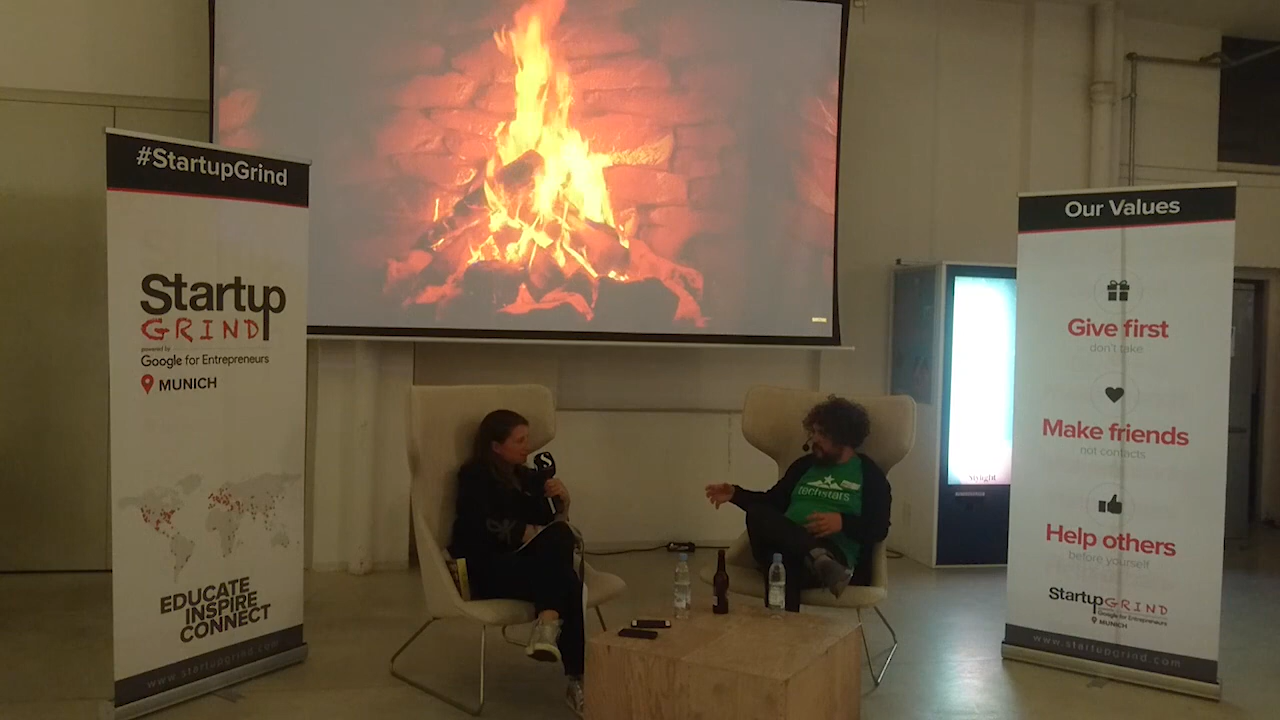 #StartupGrind
Startup
GRIND
powered by
Google for Entrepreneurs
MUNICH
EDUCATE
INSPIRE
CONNECT
www.startupgrind.com
techstars
stylight
Our Values
Give first
don't take
Make friends
not contacts
Help others
before yourself
Startup GRIND
Google for Entrepreneurs
MUNICH
www.startupgrind.com